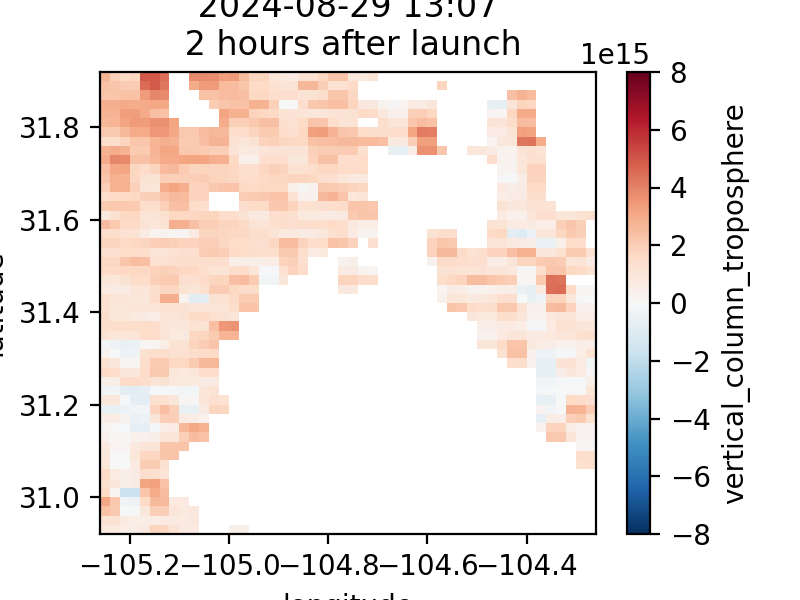 2024-08-29 13:07
2 hours after launch
1e15
8
6
4
2
0
−2
−4
−6
−8
vertical_column_troposphere
31.8
31.6
31.4
31.2
31.0
latitude
−105.2 −105.0 −104.8 −104.6 −104.4
longitude